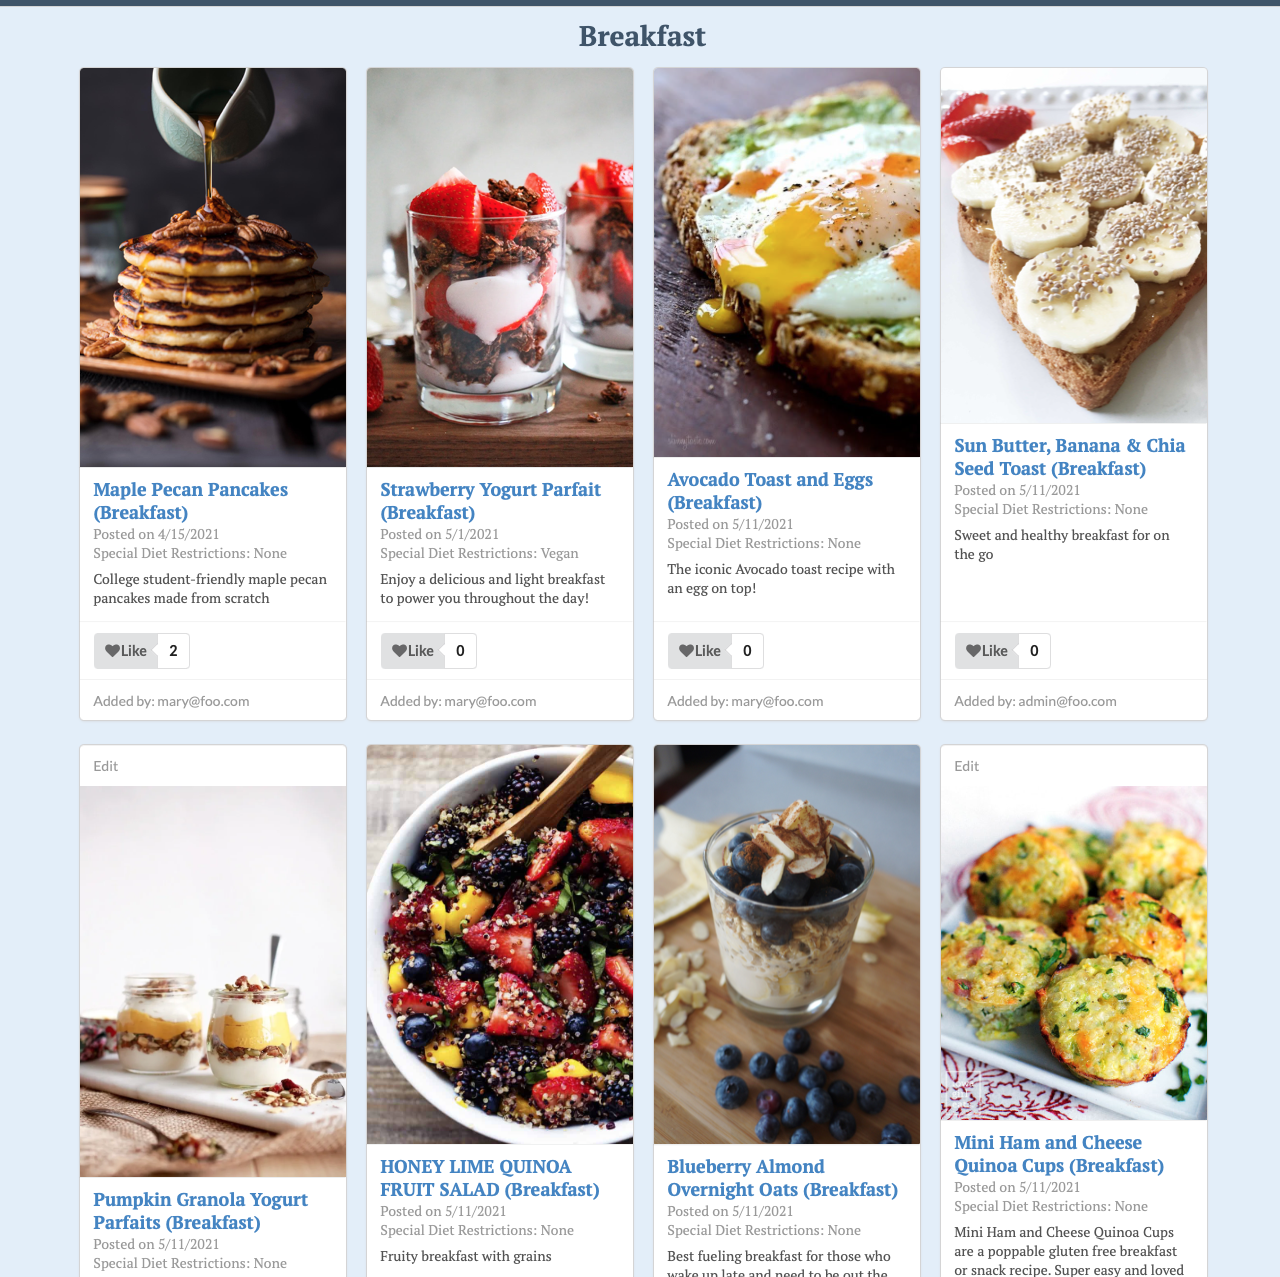 Breakfast
Maple Pecan Pancakes
(Breakfast)
Posted on 4/15/2021
Special Diet Restrictions: None
College student-friendly maple pecan
pancakes made from scratch
Like 2
Added by: mary@foo.com
Strawberry Yogurt Parfait
(Breakfast)
Posted on 5/1/2021
Special Diet Restrictions: Vegan
Enjoy a delicious and light breakfast
to power you throughout the day!
Like 0
Added by: mary@foo.com
Avocado Toast and Eggs
(Breakfast)
Posted on 5/11/2021
Special Diet Restrictions: None
The iconic Avocado toast recipe with
an egg on top!
Like 0
Added by: mary@foo.com
Sun Butter, Banana & Chia
Seed Toast (Breakfast)
Posted on 5/11/2021
Special Diet Restrictions: None
Sweet and healthy breakfast for on
the go
Like 0
Added by: admin@foo.com
Edit
Pumpkin Granola Yogurt
Parfaits (Breakfast)
Posted on 5/11/2021
Special Diet Restrictions: None
HONEY LIME QUINOA
FRUIT SALAD (Breakfast)
Posted on 5/11/2021
Special Diet Restrictions: None
Fruity breakfast with grains
Blueberry Almond
Overnight Oats (Breakfast)
Posted on 5/11/2021
Special Diet Restrictions: None
Best fueling breakfast for those who
wake up late and need to be out the
Edit
Mini Ham and Cheese
Quinoa Cups (Breakfast)
Posted on 5/11/2021
Special Diet Restrictions: None
Mini Ham and Cheese Quinoa Cups
are a poppable gluten free breakfast
or snack recipe. Super easy and loved